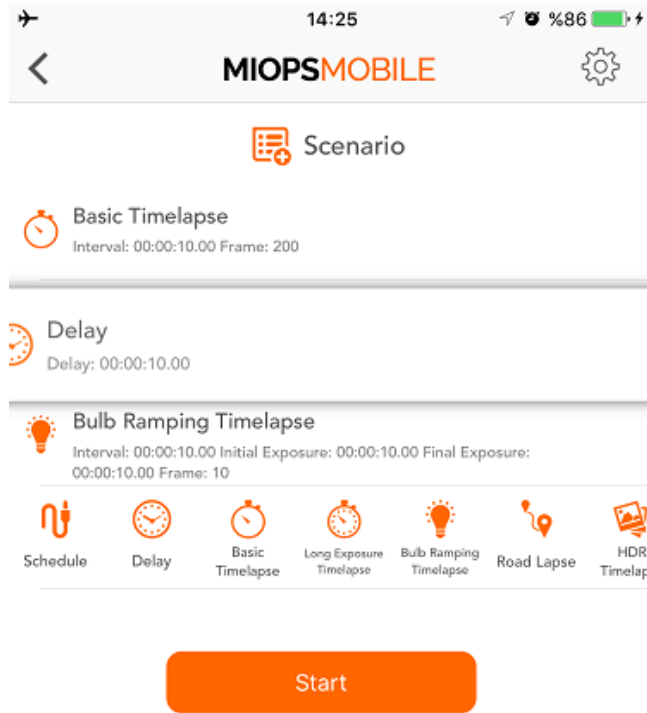 14:25 %86
MIOPSMOBILE
Scenario
Basic Timelapse
Interval: 00:00:10.00 Frame: 200
Delay
Delay: 00:00:10.00
Bulb Ramping Timelapse
Interval: 00:00:10.00 Initial Exposure: 00:00:10.00 Final Exposure:
00:00:10.00 Frame: 10
Schedule
Delay
Basic
Timelapse
Long Exposure
Timelapse
Bulb Ramping
Timelapse
Road Lapse
HDR
Timelap
Start